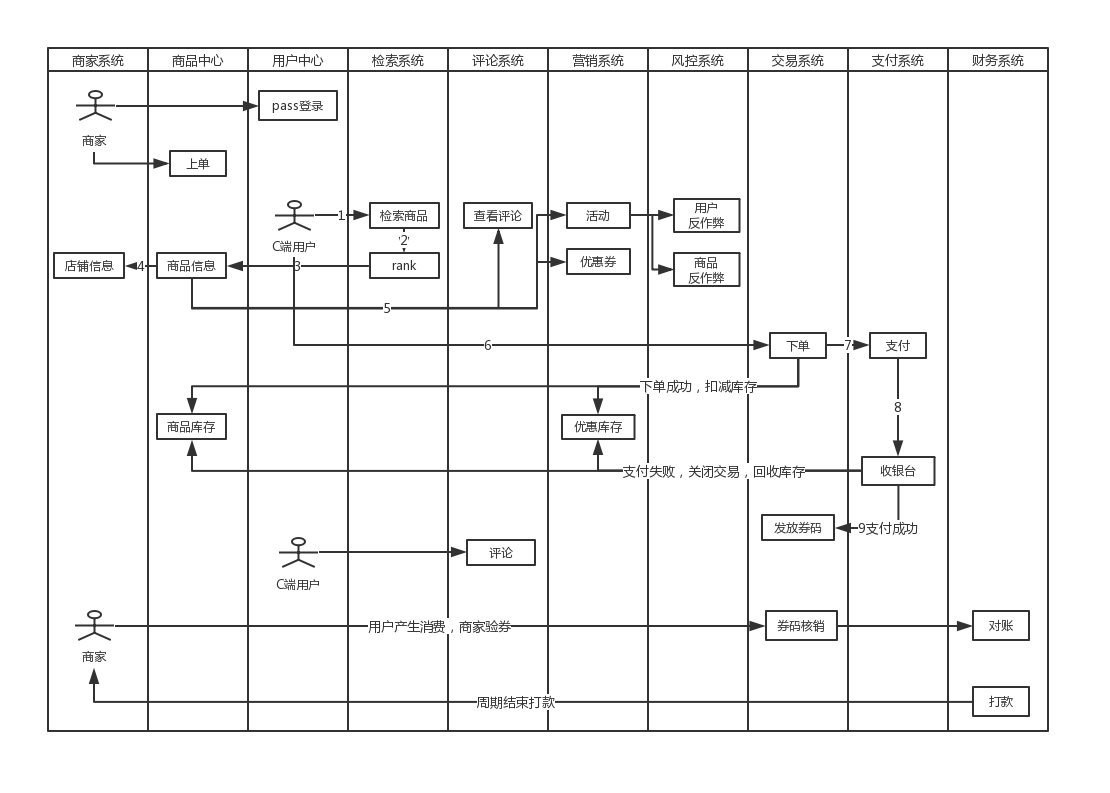 商家系统
商品中心
用户中心
检索系统
评论系统
营销系统
风控系统
交易系统
支付系统
财务系统
pass登录
商家
上单
C端用户
1
检索商品
2
rank
3
商品信息
4
店铺信息
5
查看评论
活动
优惠券
用户
反作弊
商品
反作弊
6
下单
7
支付
下单成功，扣减库存
8
商品库存
优惠库存
支付失败，关闭交易，回收库存
收银台
发放券码
9支付成功
C端用户
评论
商家
用户产生消费，商家验券
券码核销
对账
周期结束打款
打款